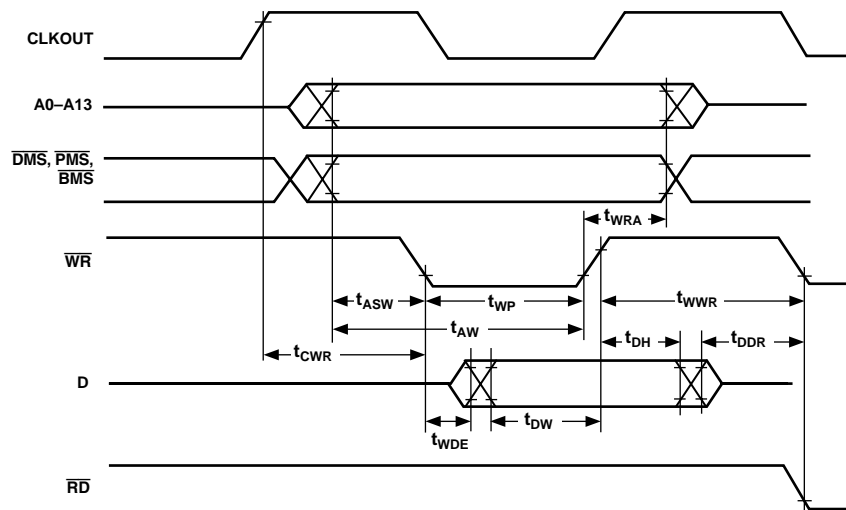 CLKOUT
A0–A13
DMS, PMS,
BMS
tWRA
WR
tASW
tWP
tWWR
tAW
tCWR
tDH
tDDR
D
tWDE
tDW
RD